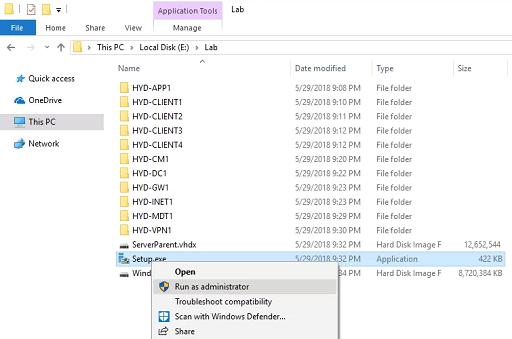 Application Tools Lab
File Home Share View Manage
This PC Local Disk (E:) Lab
Name Date modified Type Size
Quick access
OneDrive
This PC
Network
HYD-APP1 5/29/2018 9:08 PM File folder
HYD-CLIENT1 5/29/2018 9:10 PM File folder
HYD-CLIENT2 5/29/2018 9:11 PM File folder
HYD-CLIENT3 5/29/2018 9:12 PM File folder
HYD-CLIENT4 5/29/2018 9:12 PM File folder
HYD-CM1 5/29/2018 9:20 PM File folder
HYD-DC1 5/29/2018 9:22 PM File folder
HYD-GW1 5/29/2018 9:23 PM File folder
HYD-INET1 5/29/2018 9:23 PM File folder
HYD-MDT1 5/29/2018 9:29 PM File folder
HYD-VPN1 5/29/2018 9:30 PM File folder
ServerParent.vhdx 5/29/2018 9:32 PM Hard Disk Image F 12,652,544
Setup.exe 5/29/2018 9:32 PM Application 422 KB
Wind 34 PM Hard Disk Image F 8,720,384 KB
Open
Run as administrator
Troubleshoot compatibility
Scan with Windows Defender...
Share